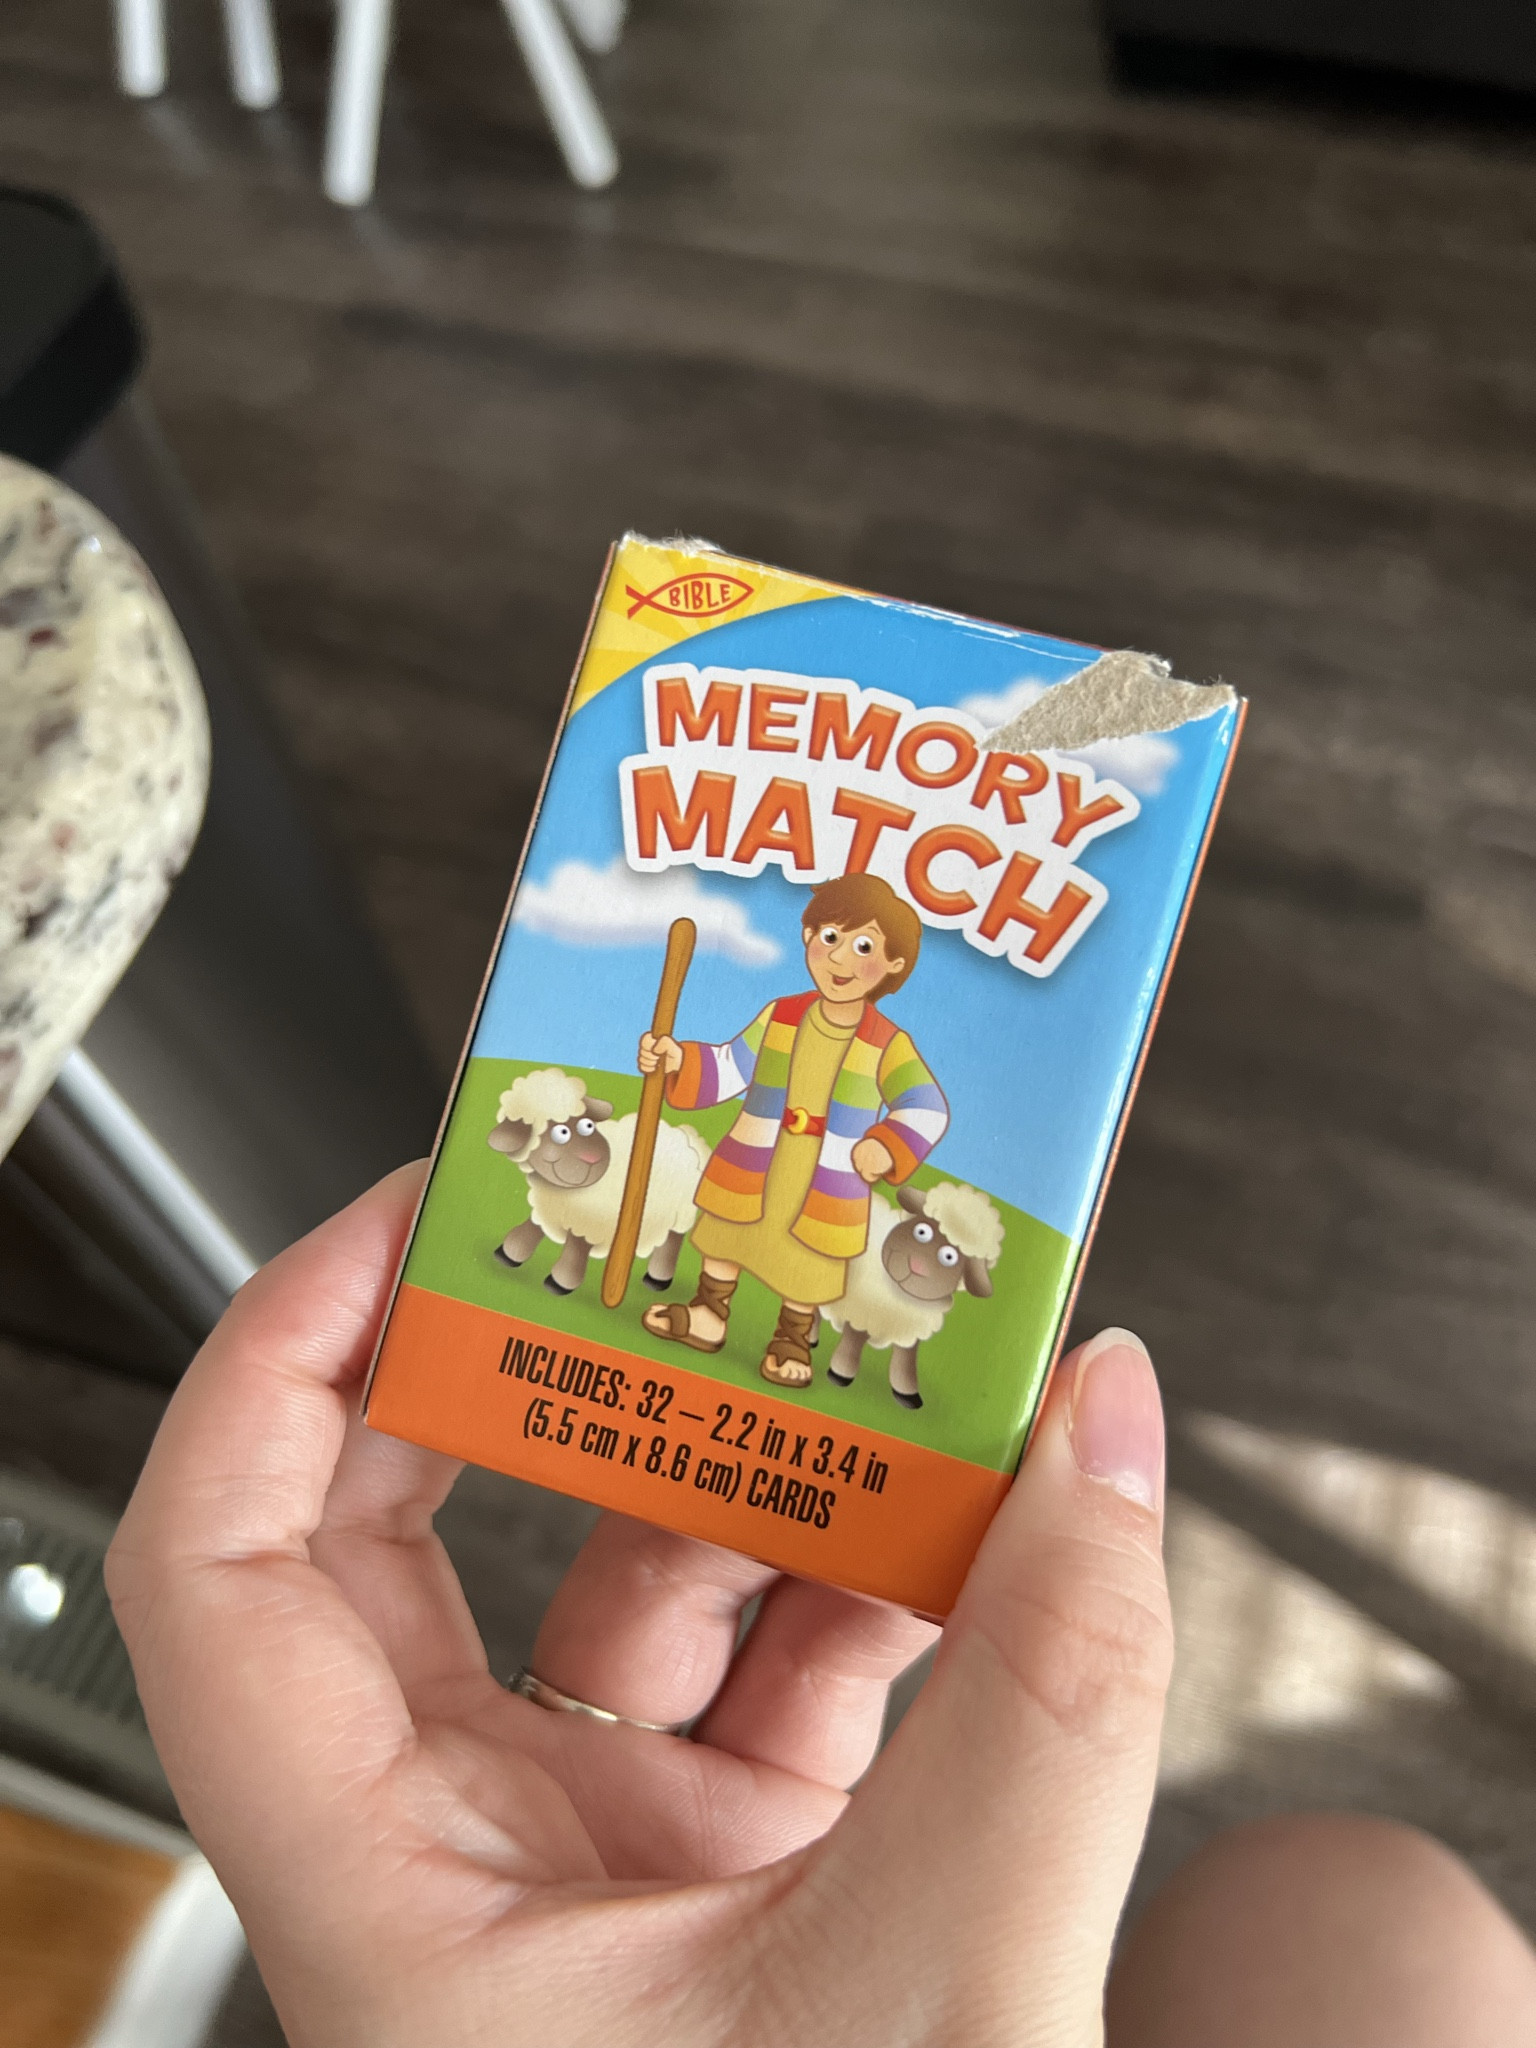 BIBLE
MEMORY
MATCH
INCLUDES: 32 – 2.2 in x 3.4 in
(5.5 cm x 8.6 cm) CARDS